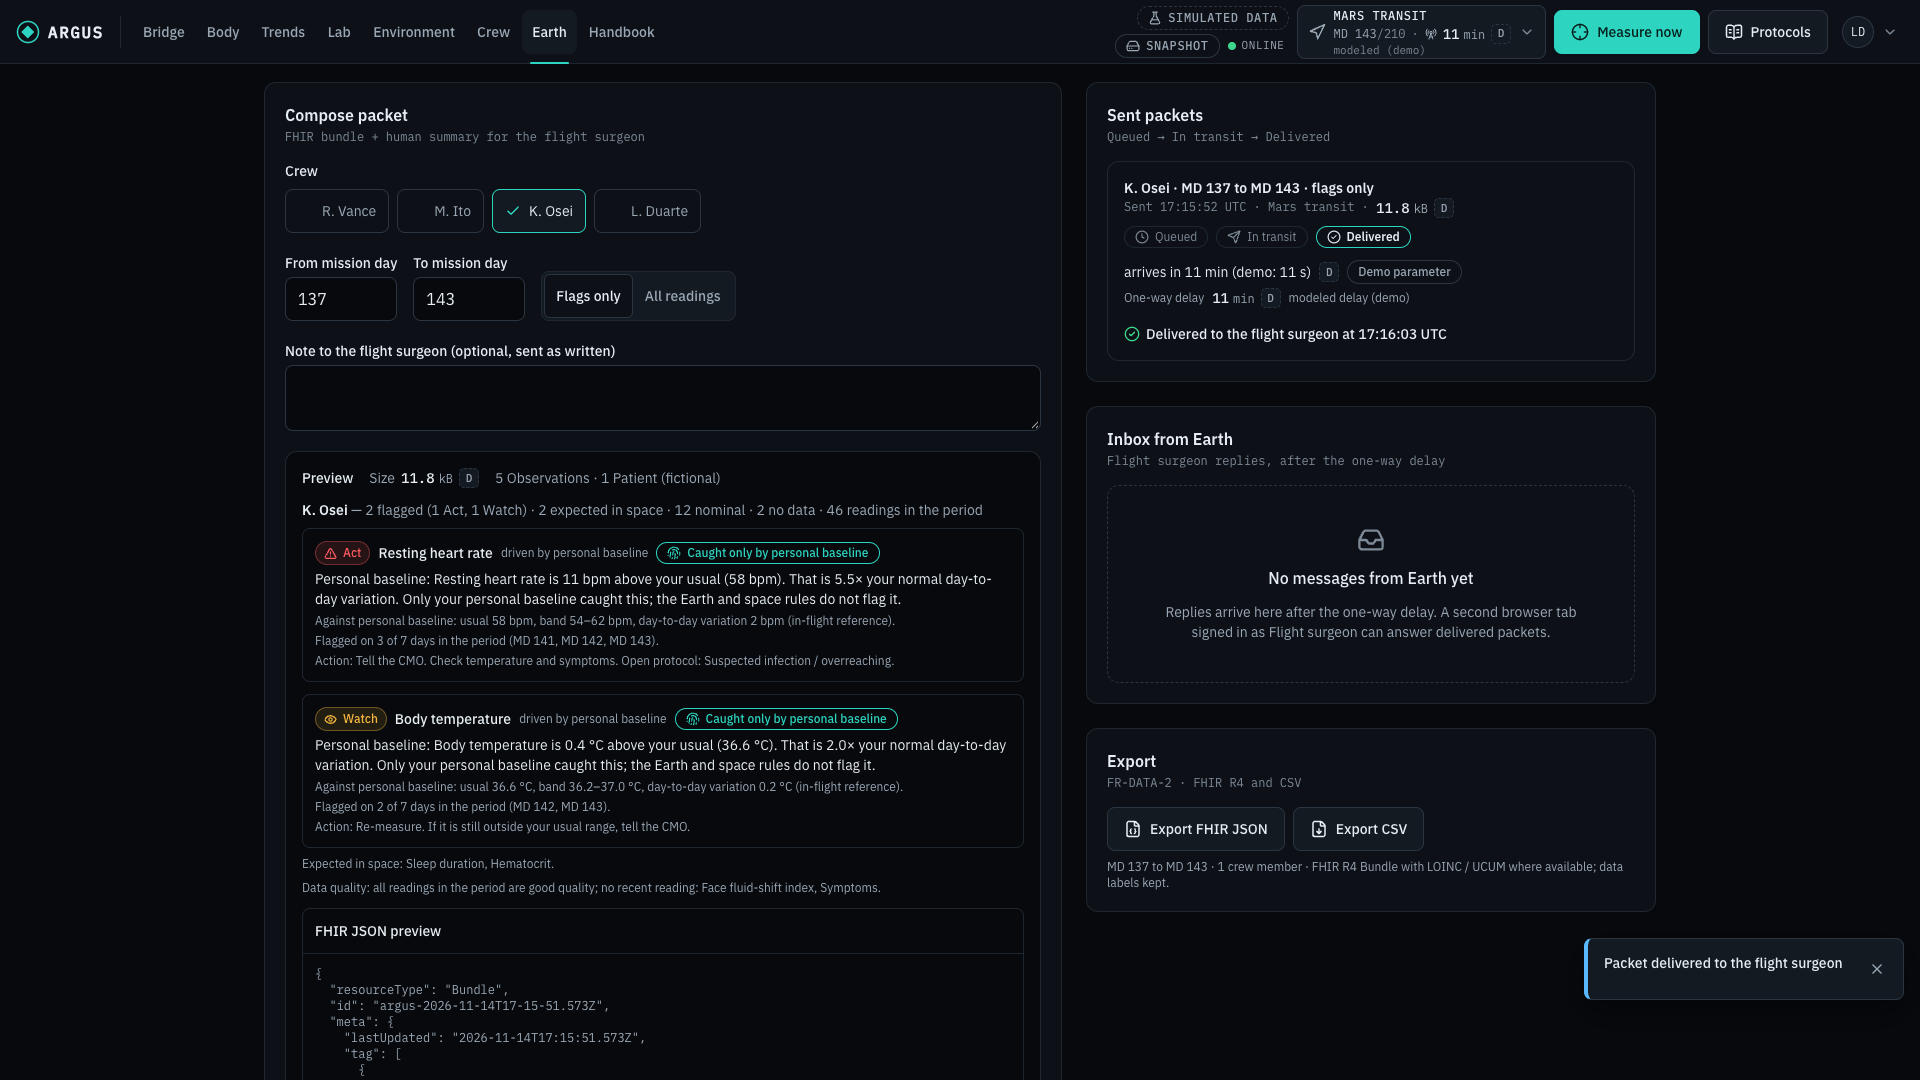 ARGUS
Bridge
Body
Trends
Lab
Environment
Crew
Earth
Handbook
SIMULATED DATA
SNAPSHOT
ONLINE
MARS TRANSIT
MD 143/210 · 11 min D
modeled (demo)
Measure now
Protocols
LD
Compose packet
FHIR bundle + human summary for the flight surgeon
Crew
R. Vance
M. Ito
K. Osei
L. Duarte
From mission day
To mission day
137
143
Flags only
All readings
Note to the flight surgeon (optional, sent as written)
Preview Size 11.8 kB D 5 Observations · 1 Patient (fictional)
K. Osei — 2 flagged (1 Act, 1 Watch) · 2 expected in space · 12 nominal · 2 no data · 46 readings in the period
Act Resting heart rate driven by personal baseline Caught only by personal baseline
Personal baseline: Resting heart rate is 11 bpm above your usual (58 bpm). That is 5.5× your normal day-to-
day variation. Only your personal baseline caught this; the Earth and space rules do not flag it.
Against personal baseline: usual 58 bpm, band 54–62 bpm, day-to-day variation 2 bpm (in-flight reference).
Flagged on 3 of 7 days in the period (MD 141, MD 142, MD 143).
Action: Tell the CMO. Check temperature and symptoms. Open protocol: Suspected infection / overreaching.
Watch Body temperature driven by personal baseline Caught only by personal baseline
Personal baseline: Body temperature is 0.4 °C above your usual (36.6 °C). That is 2.0× your normal day-to-day
variation. Only your personal baseline caught this; the Earth and space rules do not flag it.
Against personal baseline: usual 36.6 °C, band 36.2–37.0 °C, day-to-day variation 0.2 °C (in-flight reference).
Flagged on 2 of 7 days in the period (MD 142, MD 143).
Action: Re-measure. If it is still outside your usual range, tell the CMO.
Expected in space: Sleep duration, Hematocrit.
Data quality: all readings in the period are good quality; no recent reading: Face fluid-shift index, Symptoms.
FHIR JSON preview
{
"resourceType": "Bundle",
"id": "argus-2026-11-14T17-15-51.573Z",
"meta": {
"lastUpdated": "2026-11-14T17:15:51.573Z",
"tag": [
{
Sent packets
Queued → In transit → Delivered
K. Osei · MD 137 to MD 143 · flags only
Sent 17:15:52 UTC · Mars transit · 11.8 kB D
Queued
In transit
Delivered
arrives in 11 min (demo: 11 s) D Demo parameter
One-way delay 11 min D modeled delay (demo)
Delivered to the flight surgeon at 17:16:03 UTC
Inbox from Earth
Flight surgeon replies, after the one-way delay
No messages from Earth yet
Replies arrive here after the one-way delay. A second browser tab
signed in as Flight surgeon can answer delivered packets.
Export
FR-DATA-2 · FHIR R4 and CSV
Export FHIR JSON
Export CSV
MD 137 to MD 143 · 1 crew member · FHIR R4 Bundle with LOINC / UCUM where available; data
labels kept.
Packet delivered to the flight surgeon